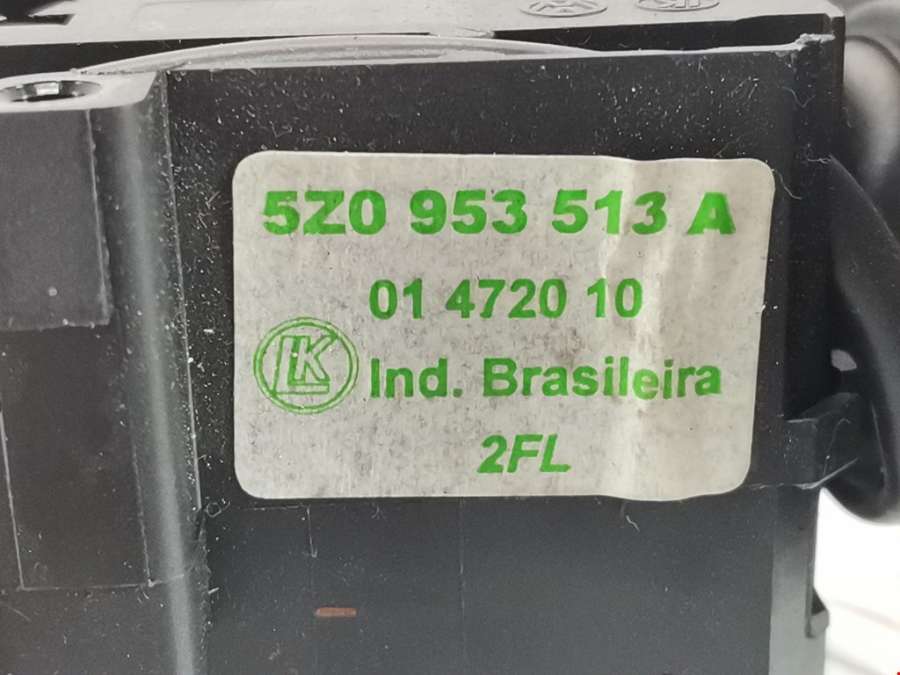 5Z0 953 513 A
01 4720 10
LK Ind. Brasileira
2FL